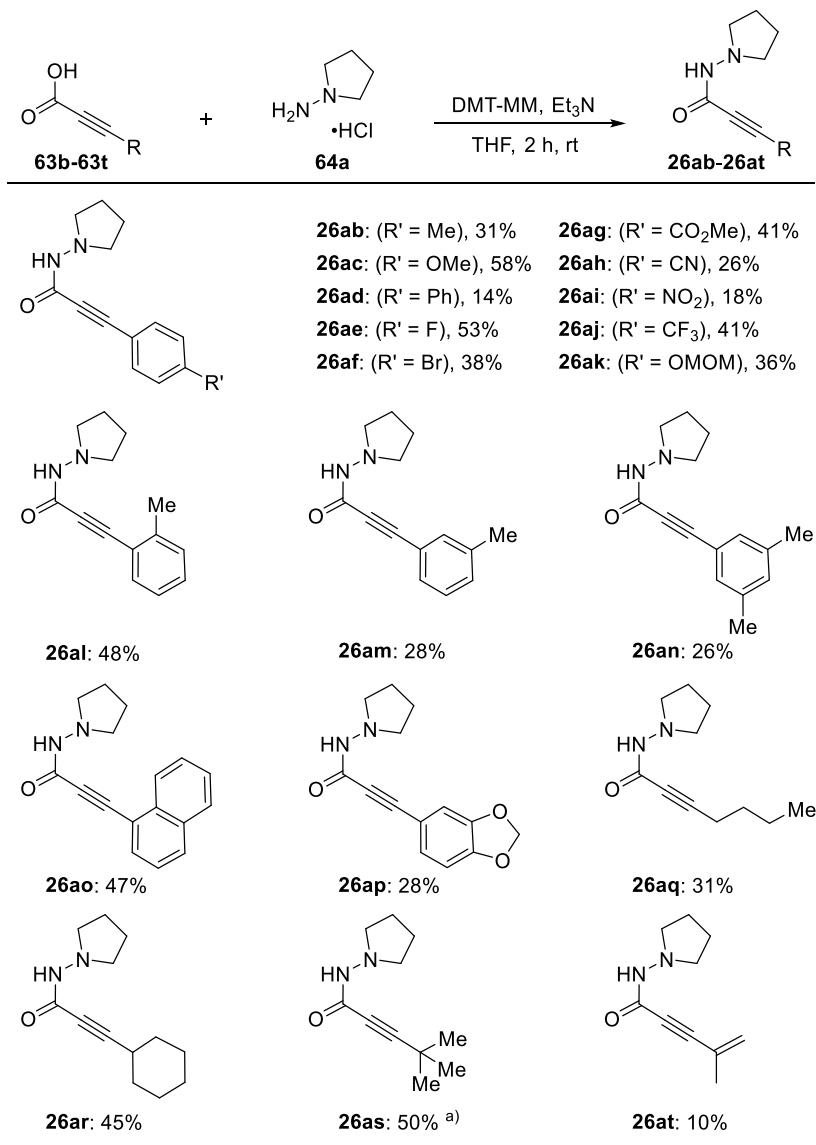 OH
O
R
63b-63t
+
H2N
N
•HCl
64a
DMT-MM, Et3N
THF, 2 h, rt
N
HN
O
R
26ab-26at
N
HN
O
R'
26ab: (R' = Me), 31%
26ac: (R' = OMe), 58%
26ad: (R' = Ph), 14%
26ae: (R' = F), 53%
26af: (R' = Br), 38%
26ag: (R' = CO2Me), 41%
26ah: (R' = CN), 26%
26ai: (R' = NO2), 18%
26aj: (R' = CF3), 41%
26ak: (R' = OMOM), 36%
N
HN
O
Me
26al: 48%
N
HN
O
Me
26am: 28%
N
HN
O
Me
Me
26an: 26%
N
HN
O
26ao: 47%
N
HN
O
O
O
26ap: 28%
N
HN
O
Me
26aq: 31%
N
HN
O
26ar: 45%
N
HN
O
Me
Me
Me
26as: 50% a)
N
HN
O
26at: 10%